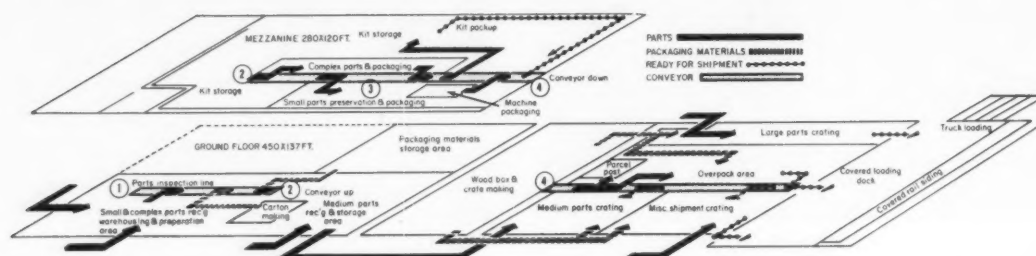 MEZZANINE 280X120FT.
Kit storage
Kit packup
Complex parts & packaging
2
3
4
Conveyor down
Kit storage
Small parts preservation & packaging
Machine
packaging
PARTS
PACKAGING MATERIALS
READY FOR SHIPMENT
CONVEYOR
GROUND FLOOR 450X137FT.
Packaging materials
storage area
1
Parts inspection line
2
Conveyor up
Small & complex parts rec'g
warehousing & preparation
area
Carton
making
Medium parts
rec'g & storage
area
Wood box &
crate making
4
Parcel
post
Overpack area
Medium parts crating
Misc. shipment crating
Large parts crating
Truck loading
Covered loading
dock
Covered rail siding